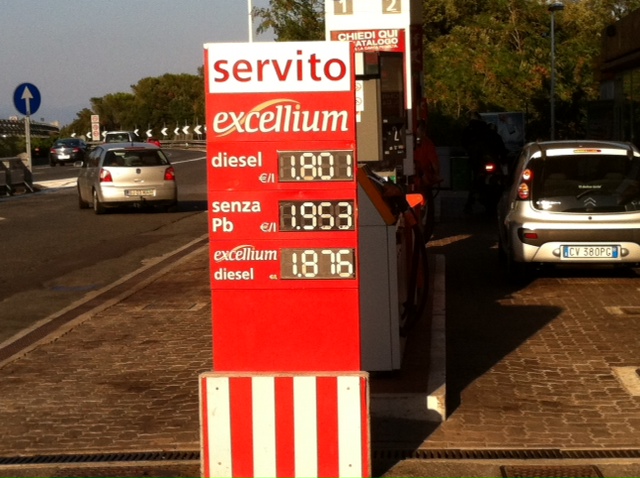 1 2
CHIEDI QUI
CATALOGO
servito
excellium
diesel €/l 1.801
senza
Pb €/l 1.953
excellium
diesel €/L 1.876
CV 380PG